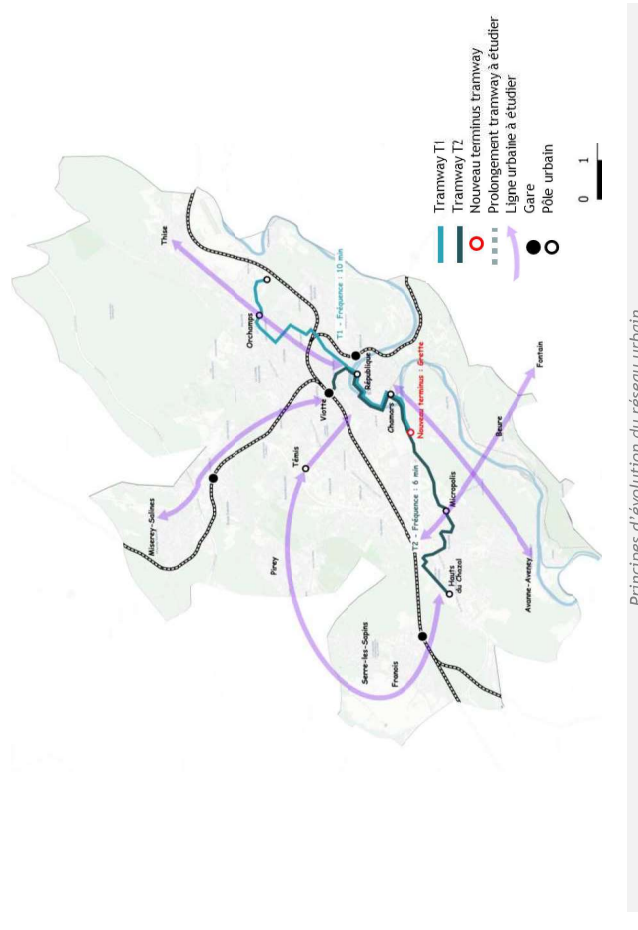 Thise
Orchamps
T1 - Fréquence : 10 min
République
Viotte
Chamars
Nouveau terminus : Grette
Miserey-Salines
Témis
Pirey
Micropolis
T2 - Fréquence : 6 min
Beure
Fontain
Hauts
du Chazal
Avanne-Aveney
Serre-les-Sapins
Franois
Tramway T1
Tramway T2
Nouveau terminus tramway
Prolongement tramway à étudier
Ligne urbaine à étudier
Gare
Pôle urbain
0 1
Principes d'évolution du réseau urbain